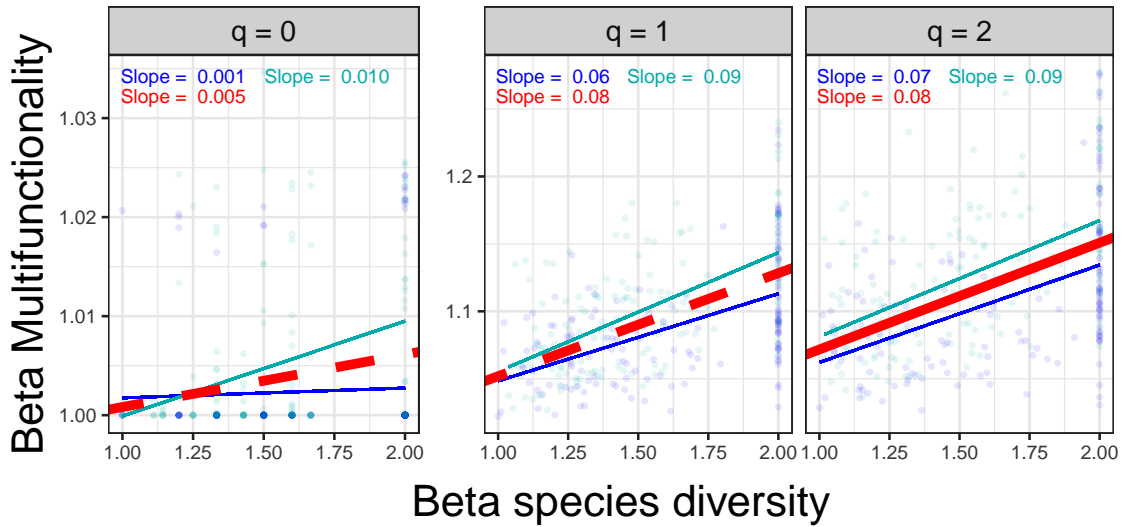 q = 0
q = 1
q = 2
Slope = 0.001 Slope = 0.010
Slope = 0.005
Slope = 0.06 Slope = 0.09
Slope = 0.08
Slope = 0.07 Slope = 0.09
Slope = 0.08
Beta Multifunctionality
1.03
1.02
1.01
1.00
1.2
1.1
1.00 1.25 1.50 1.75 2.00
1.00 1.25 1.50 1.75 2.00
1.00 1.25 1.50 1.75 2.00
Beta species diversity